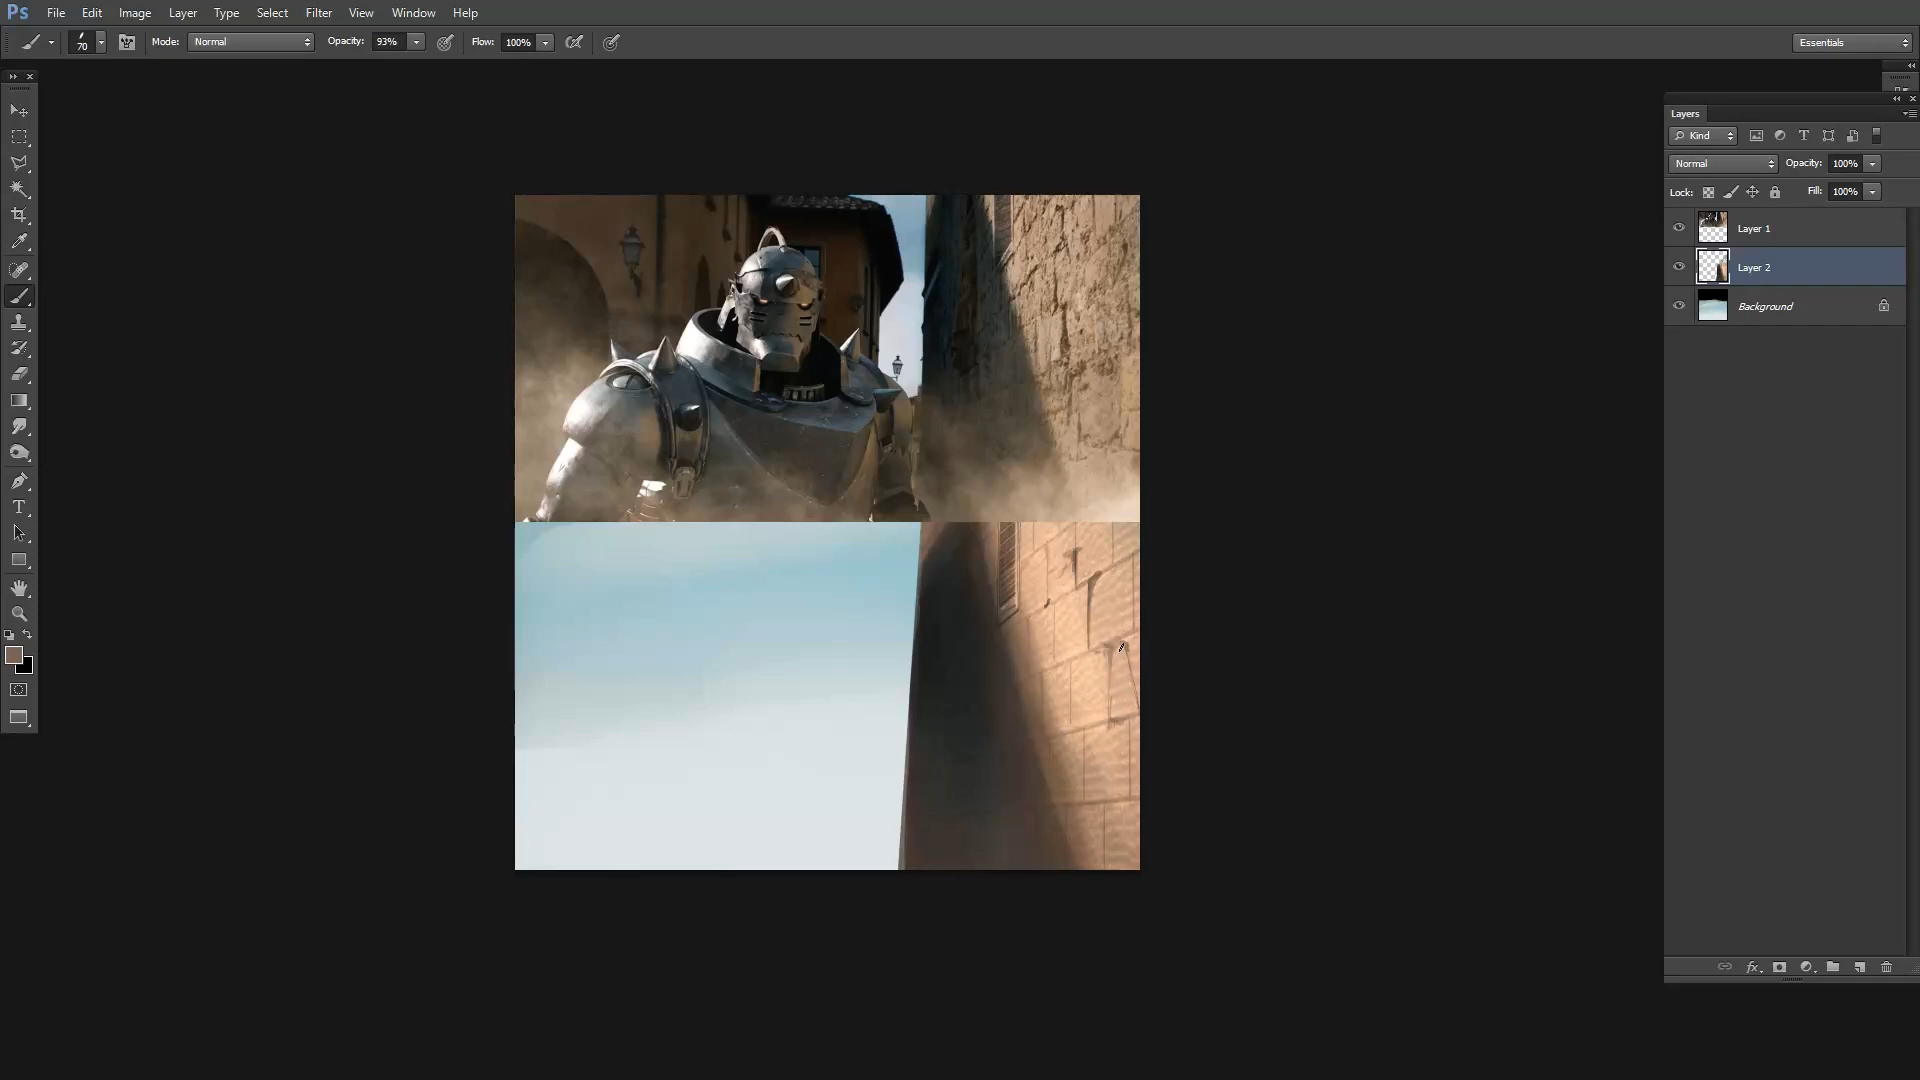 Ps File Edit Image Layer Type Select Filter View Window Help
70 Mode: Normal Opacity: 93% Flow: 100% Essentials
Layers
Kind T
Normal Opacity: 100%
Lock: Fill: 100%
Layer 1
Layer 2
Background
T
fx